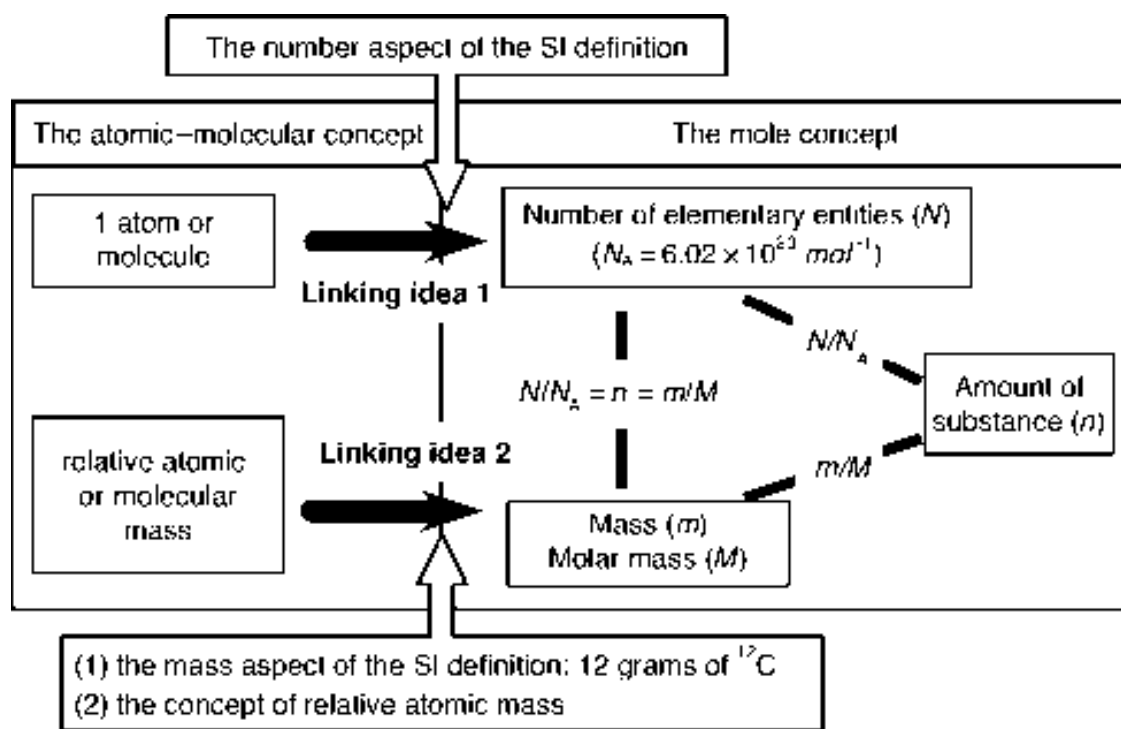 The number aspect of the SI definition
The atomic–molecular concept
The mole concept
1 atom or
molecule
Number of elementary entities (N)
(Nₐ = 6.02 × 10²³ mol⁻¹)
Linking idea 1
N/Nₐ
N/Nₐ = n = m/M
Amount of
substance (n)
relative atomic
or molecular
mass
Linking idea 2
m/M
Mass (m)
Molar mass (M)
(1) the mass aspect of the SI definition: 12 grams of ¹²C
(2) the concept of relative atomic mass